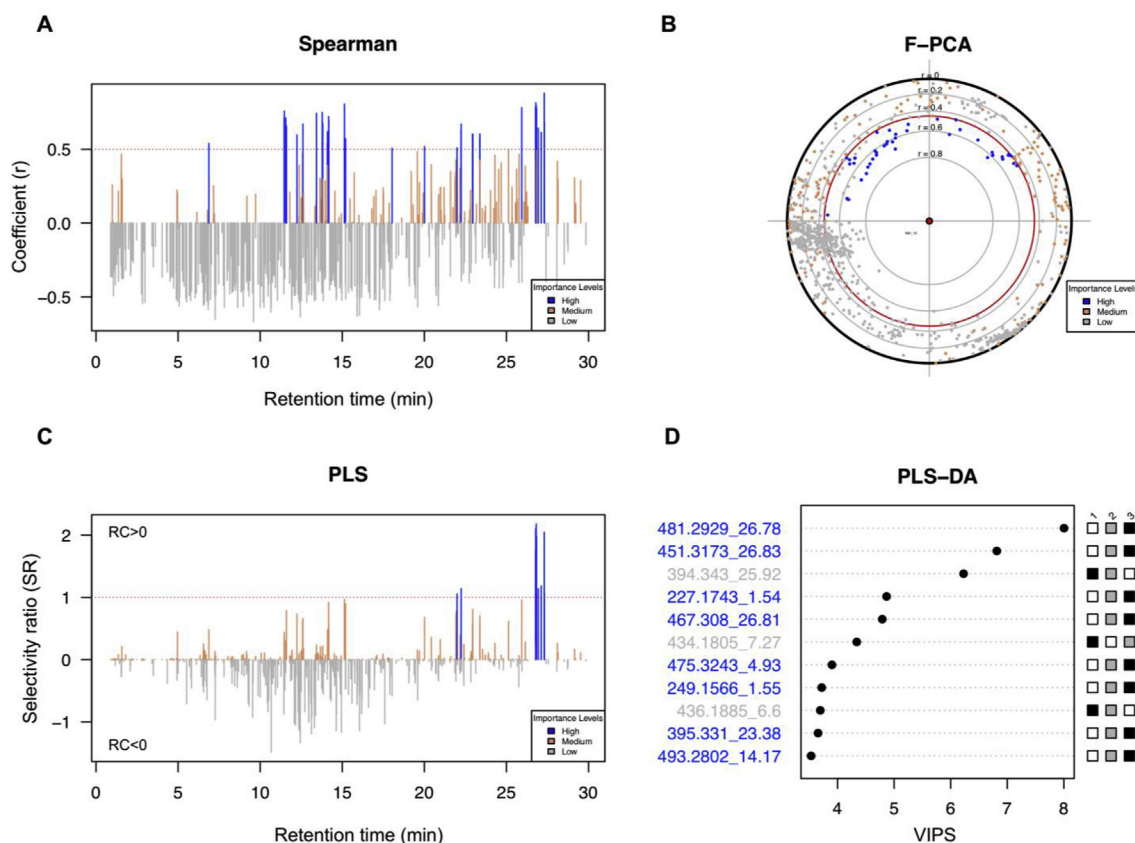 A
Spearman
Coefficient (r)
0.5
0.0
−0.5
Importance Levels
High
Medium
Low
0 5 10 15 20 25 30
Retention time (min)
B
F−PCA
r = 0
r = 0.2
r = 0.4
r = 0.6
r = 0.8
Importance Levels
High
Medium
Low
C
PLS
Selectivity ratio (SR)
RC>0
2
1
0
−1
RC<0
Importance Levels
High
Medium
Low
0 5 10 15 20 25 30
Retention time (min)
D
PLS−DA
1 2 3
481.2929_26.78
451.3173_26.83
394.343_25.92
227.1743_1.54
467.308_26.81
434.1805_7.27
475.3243_4.93
249.1566_1.55
436.1885_6.6
395.331_23.38
493.2802_14.17
4 5 6 7 8
VIPS